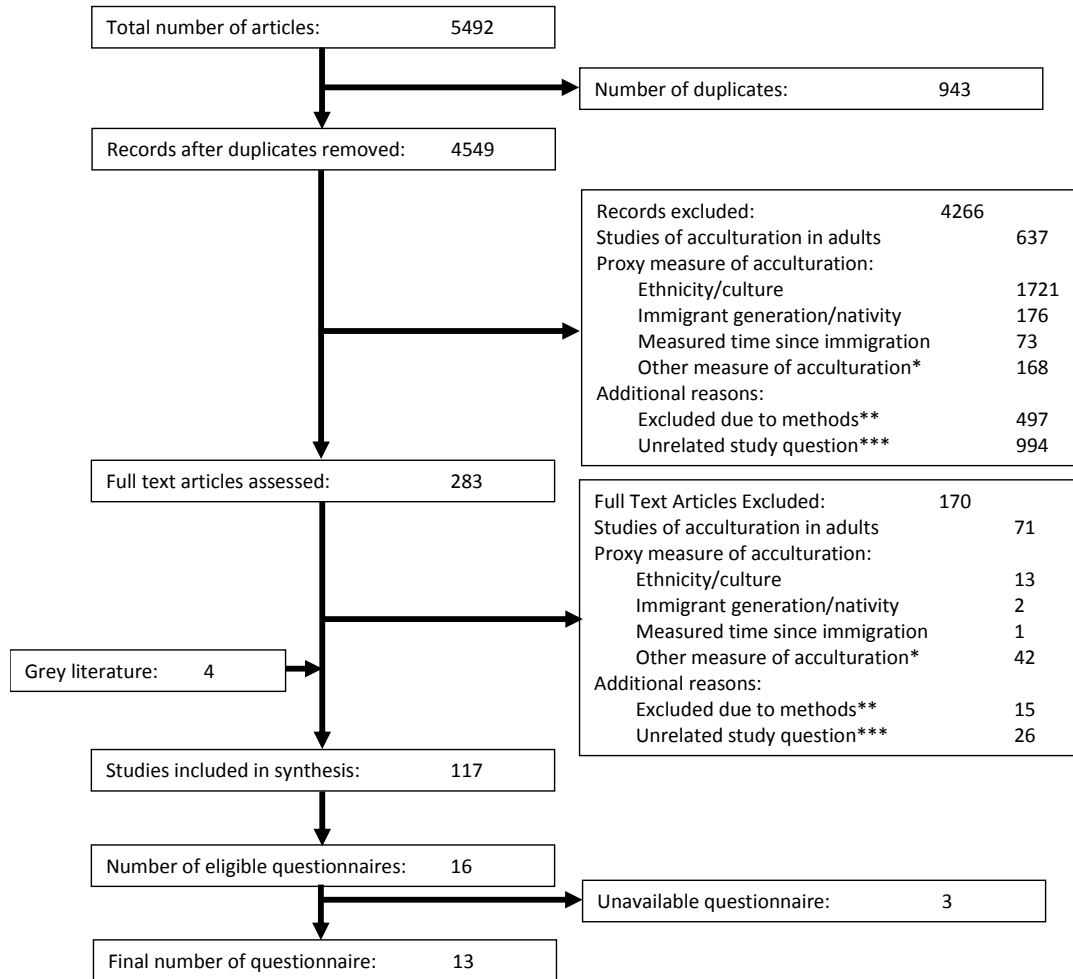 Total number of articles: 5492
Number of duplicates: 943
Records after duplicates removed: 4549
Records excluded: 4266
Studies of acculturation in adults 637
Proxy measure of acculturation:
Ethnicity/culture 1721
Immigrant generation/nativity 176
Measured time since immigration 73
Other measure of acculturation* 168
Additional reasons:
Excluded due to methods** 497
Unrelated study question*** 994
Full text articles assessed: 283
Full Text Articles Excluded: 170
Studies of acculturation in adults 71
Proxy measure of acculturation:
Ethnicity/culture 13
Immigrant generation/nativity 2
Measured time since immigration 1
Other measure of acculturation* 42
Additional reasons:
Excluded due to methods** 15
Unrelated study question*** 26
Grey literature: 4
Studies included in synthesis: 117
Number of eligible questionnaires: 16
Unavailable questionnaire: 3
Final number of questionnaire: 13